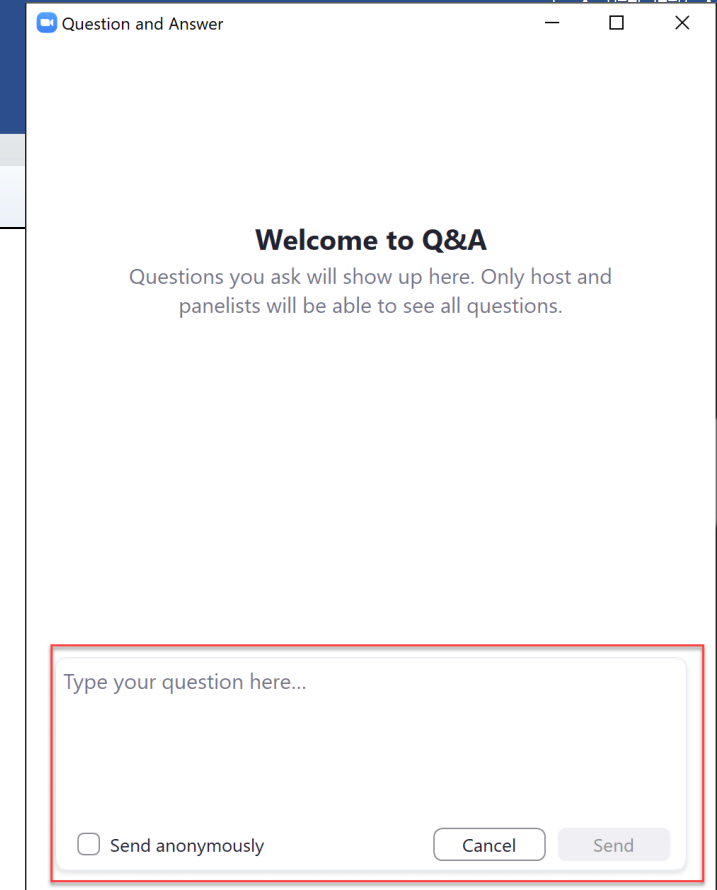 Question and Answer
Welcome to Q&A
Questions you ask will show up here. Only host and
panelists will be able to see all questions.
Type your question here...
Send anonymously
Cancel
Send